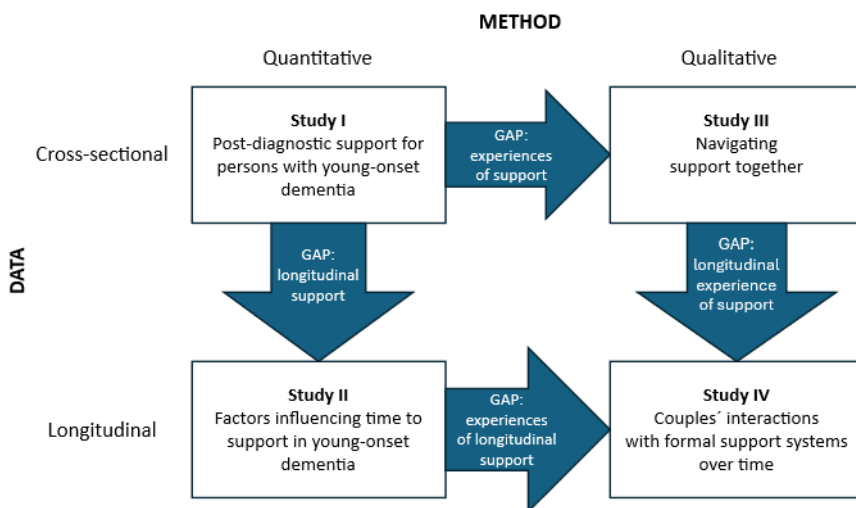 METHOD
Quantitative
Qualitative
Cross-sectional
Study I
Post-diagnostic support for
persons with young-onset
dementia
GAP:
experiences
of support
Study III
Navigating
support together
DATA
GAP:
longitudinal
support
GAP:
longitudinal
experience
of support
Longitudinal
Study II
Factors influencing time to
support in young-onset
dementia
GAP:
experiences
of longitudinal
support
Study IV
Couples´ interactions
with formal support systems
over time